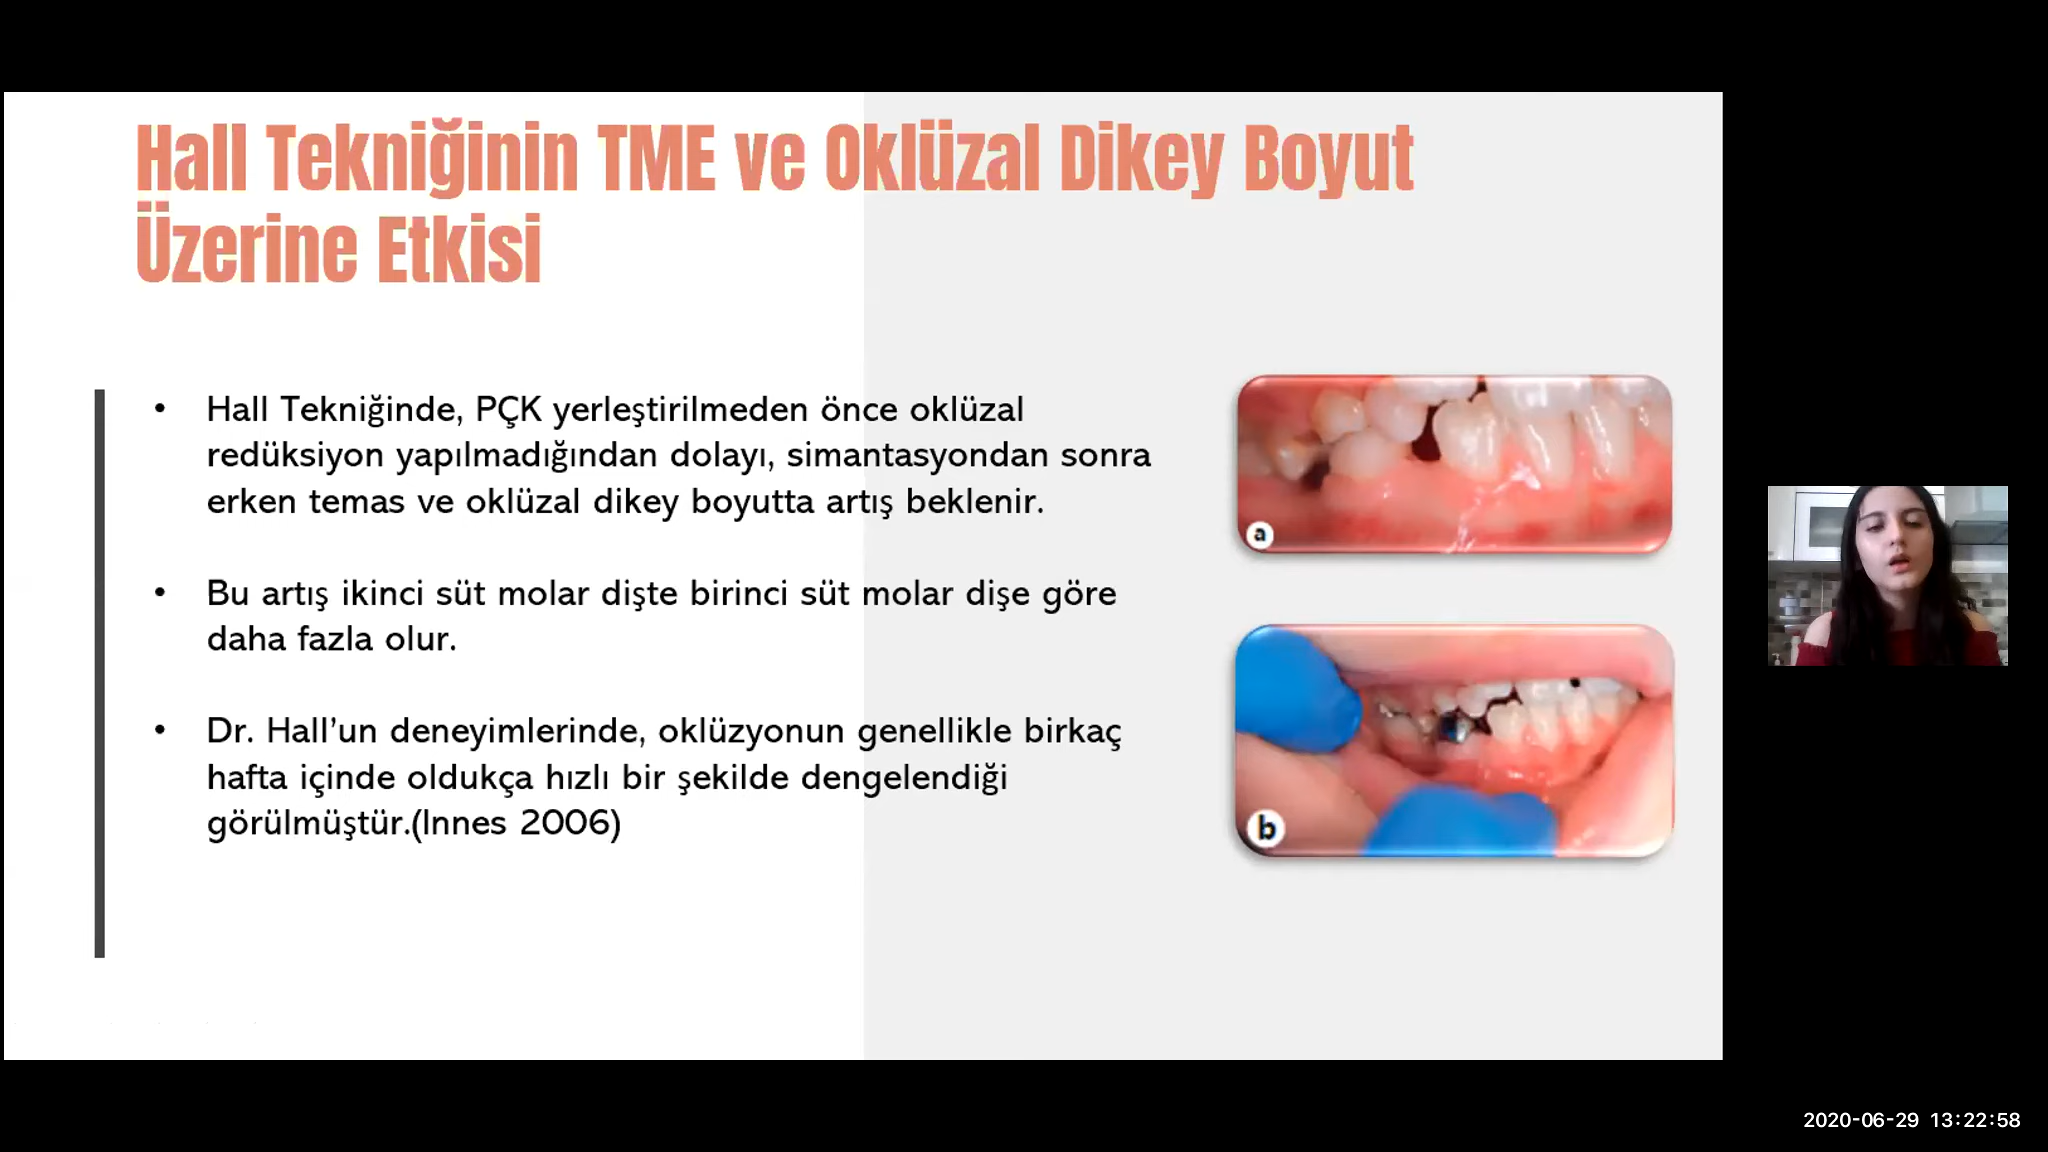 Hall Tekniğinin TME ve Oklüzal Dikey Boyut
Üzerine Etkisi
• Hall Tekniğinde, PÇK yerleştirilmeden önce oklüzal
redüksiyon yapılmadığından dolayı, simantasyondan sonra
erken temas ve oklüzal dikey boyutta artış beklenir.
• Bu artış ikinci süt molar dişte birinci süt molar dişe göre
daha fazla olur.
• Dr. Hall’un deneyimlerinde, oklüzyonun genellikle birkaç
hafta içinde oldukça hızlı bir şekilde dengelendiği
görülmüştür.(Innes 2006)
a
b
2020-06-29 13:22:58